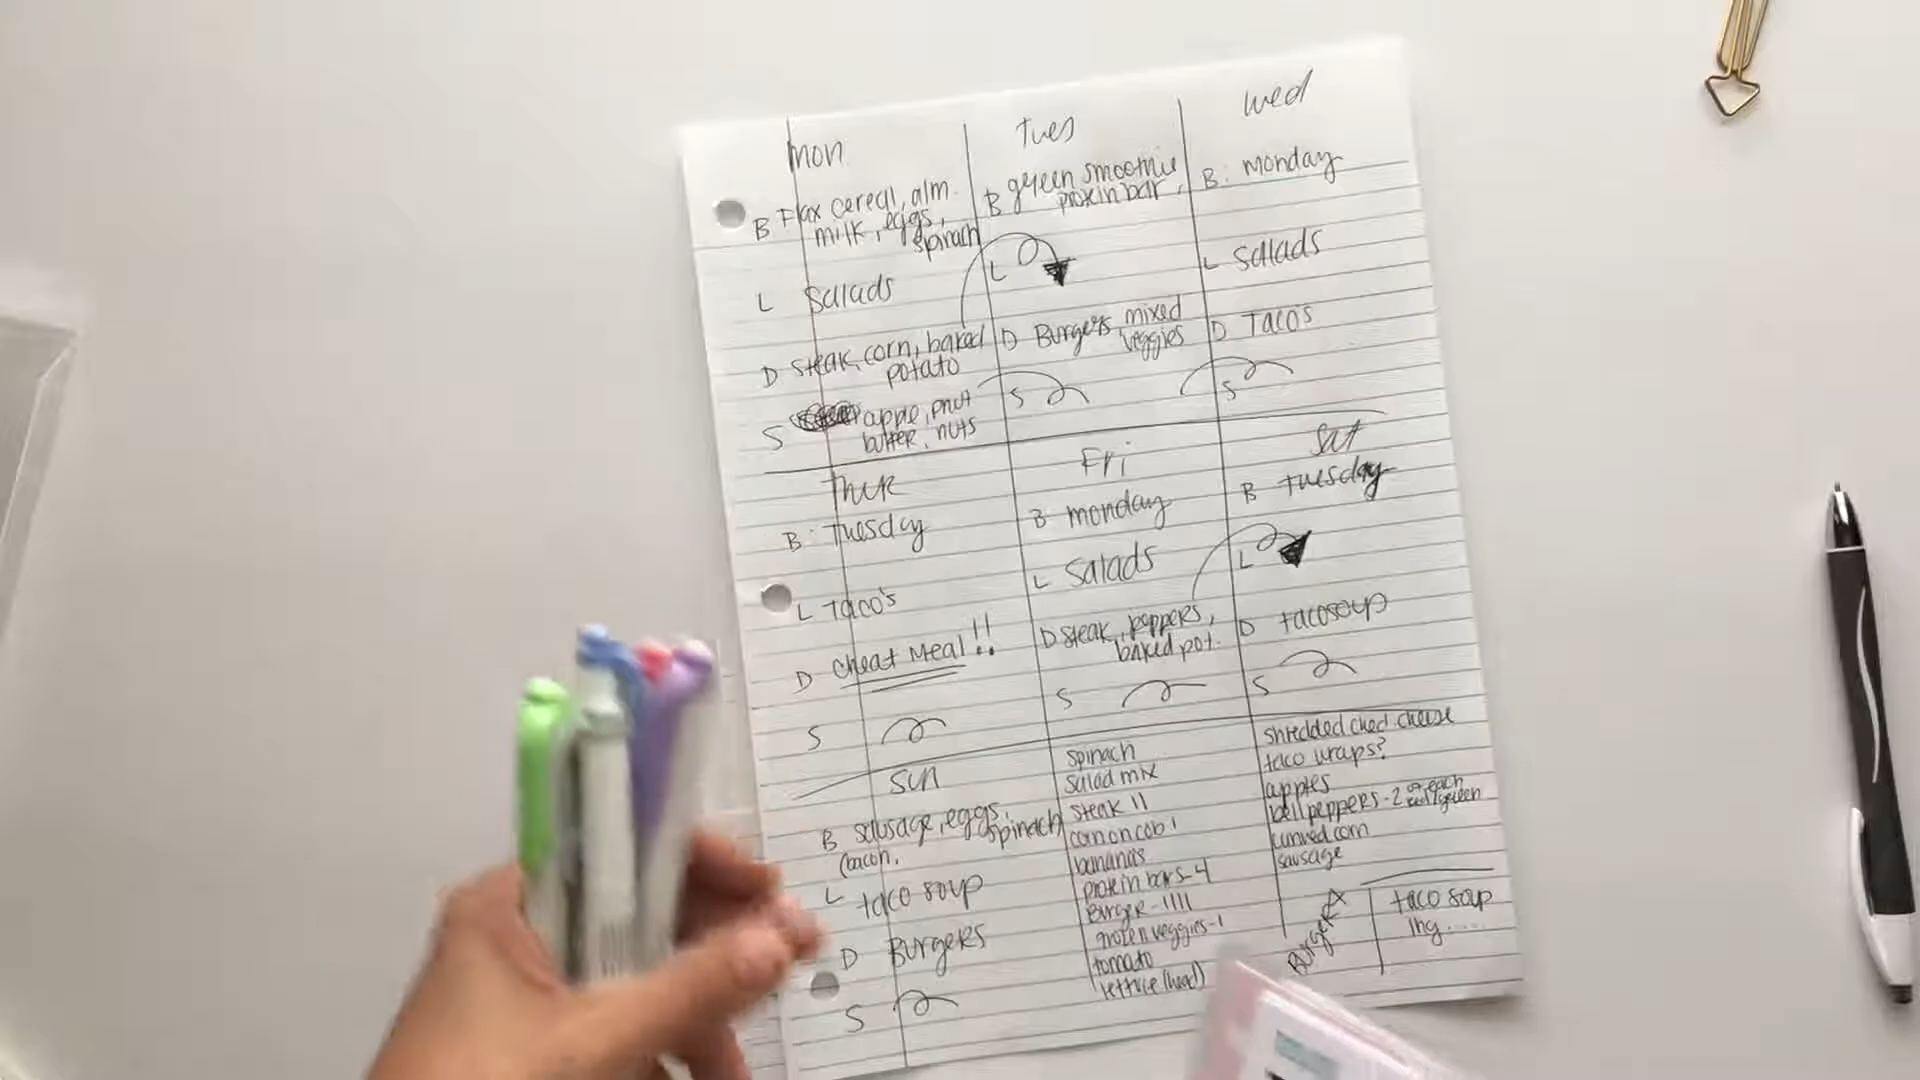 mon
B Flax cereal, alm.
milk, eggs,
spinach
L Salads
D steak, corn, baked
potato
S apple, pnut
butter, nuts
Tues
B green smoothie
protein bar,
L
D Burgers, mixed
veggies
S
wed
B: monday
L Salads
D Taco's
S
Thur
B: Tuesday
L Taco's
D Cheat Meal!!
S
Fri
B monday
L Salads
D steak, peppers,
baked pot.
S
Sat
B Tuesday
L
D tacosoup
S
Sun
B sausage, eggs,
spinach
(bacon,
L taco soup
D Burgers
S
spinach
salad mix
steak 11
corn on cob 1
bananas
protein bars-4
Burger-1111
frozen veggies-1
tomato
lettuce (head)
shredded ched. cheese
taco wraps?
apples
bell peppers-2 of each
red/green
canned corn
sausage
Burger
taco soup
ing.....